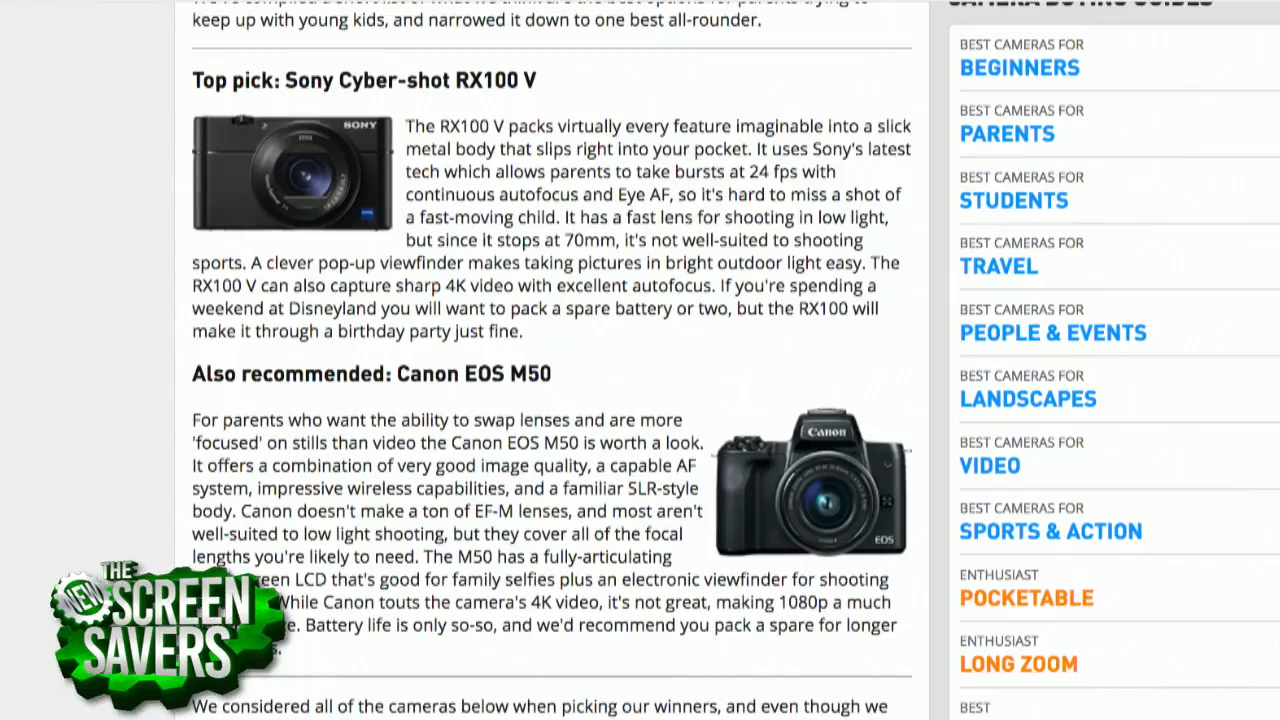 keep up with young kids, and narrowed it down to one best all-rounder.
Top pick: Sony Cyber-shot RX100 V
SONY
The RX100 V packs virtually every feature imaginable into a slick
metal body that slips right into your pocket. It uses Sony's latest
tech which allows parents to take bursts at 24 fps with
continuous autofocus and Eye AF, so it's hard to miss a shot of
a fast-moving child. It has a fast lens for shooting in low light,
but since it stops at 70mm, it's not well-suited to shooting
sports. A clever pop-up viewfinder makes taking pictures in bright outdoor light easy. The
RX100 V can also capture sharp 4K video with excellent autofocus. If you're spending a
weekend at Disneyland you will want to pack a spare battery or two, but the RX100 will
make it through a birthday party just fine.
Also recommended: Canon EOS M50
For parents who want the ability to swap lenses and are more
'focused' on stills than video the Canon EOS M50 is worth a look.
It offers a combination of very good image quality, a capable AF
system, impressive wireless capabilities, and a familiar SLR-style
body. Canon doesn't make a ton of EF-M lenses, and most aren't
well-suited to low light shooting, but they cover all of the focal
lengths you're likely to need. The M50 has a fully-articulating
LCD that's good for family selfies plus an electronic viewfinder for shooting
While Canon touts the camera's 4K video, it's not great, making 1080p a much
Battery life is only so-so, and we'd recommend you pack a spare for longer
Canon
EOS
We considered all of the cameras below when picking our winners, and even though we
CAMERA BUYING GUIDES
BEST CAMERAS FOR
BEGINNERS
BEST CAMERAS FOR
PARENTS
BEST CAMERAS FOR
STUDENTS
BEST CAMERAS FOR
TRAVEL
BEST CAMERAS FOR
PEOPLE & EVENTS
BEST CAMERAS FOR
LANDSCAPES
BEST CAMERAS FOR
VIDEO
BEST CAMERAS FOR
SPORTS & ACTION
ENTHUSIAST
POCKETABLE
ENTHUSIAST
LONG ZOOM
BEST
THE
NEW
SCREEN
SAVERS